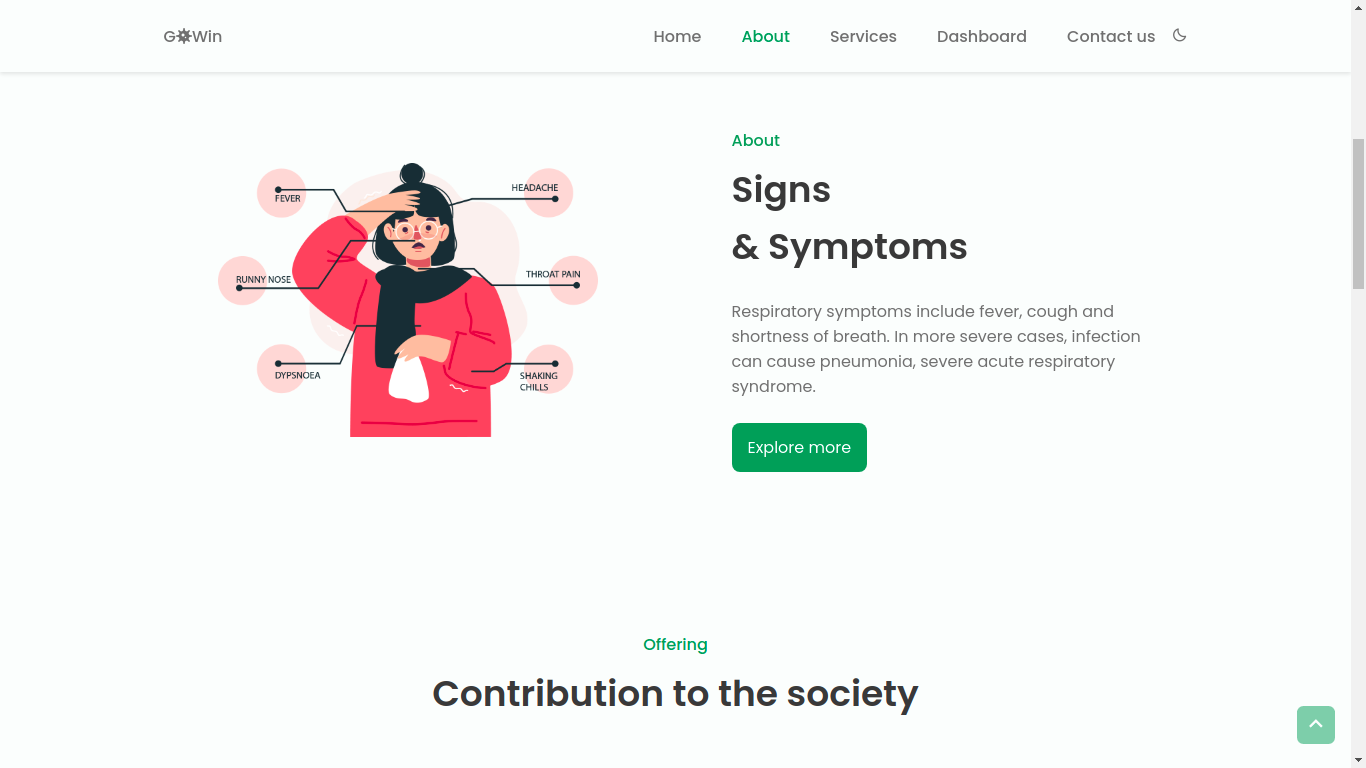 G Win
Home
About
Services
Dashboard
Contact us
FEVER
HEADACHE
RUNNY NOSE
THROAT PAIN
DYPSNOEA
SHAKING
CHILLS
About
Signs
& Symptoms
Respiratory symptoms include fever, cough and
shortness of breath. In more severe cases, infection
can cause pneumonia, severe acute respiratory
syndrome.
Explore more
Offering
Contribution to the society